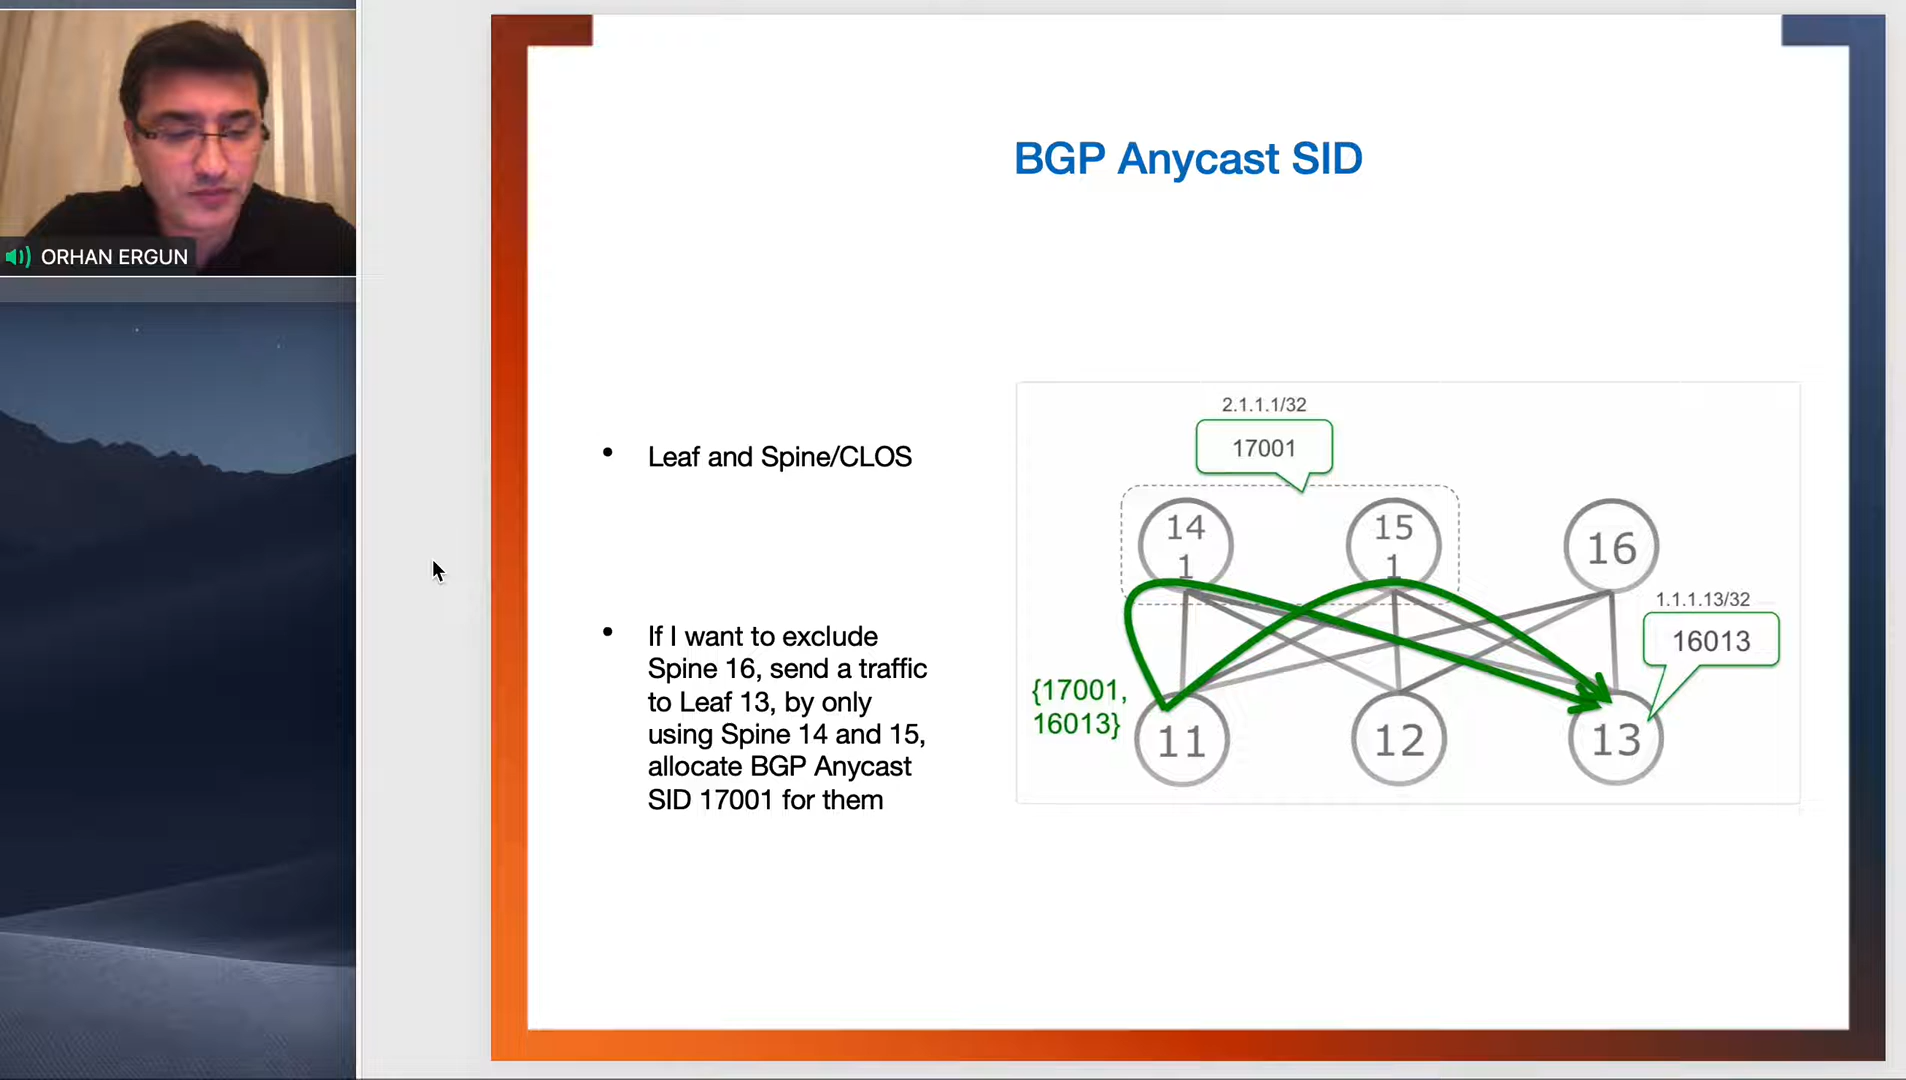 ORHAN ERGUN
BGP Anycast SID
• Leaf and Spine/CLOS
• If I want to exclude
Spine 16, send a traffic
to Leaf 13, by only
using Spine 14 and 15,
allocate BGP Anycast
SID 17001 for them
2.1.1.1/32
17001
14
1
15
1
16
1.1.1.13/32
16013
{17001,
16013}
11
12
13